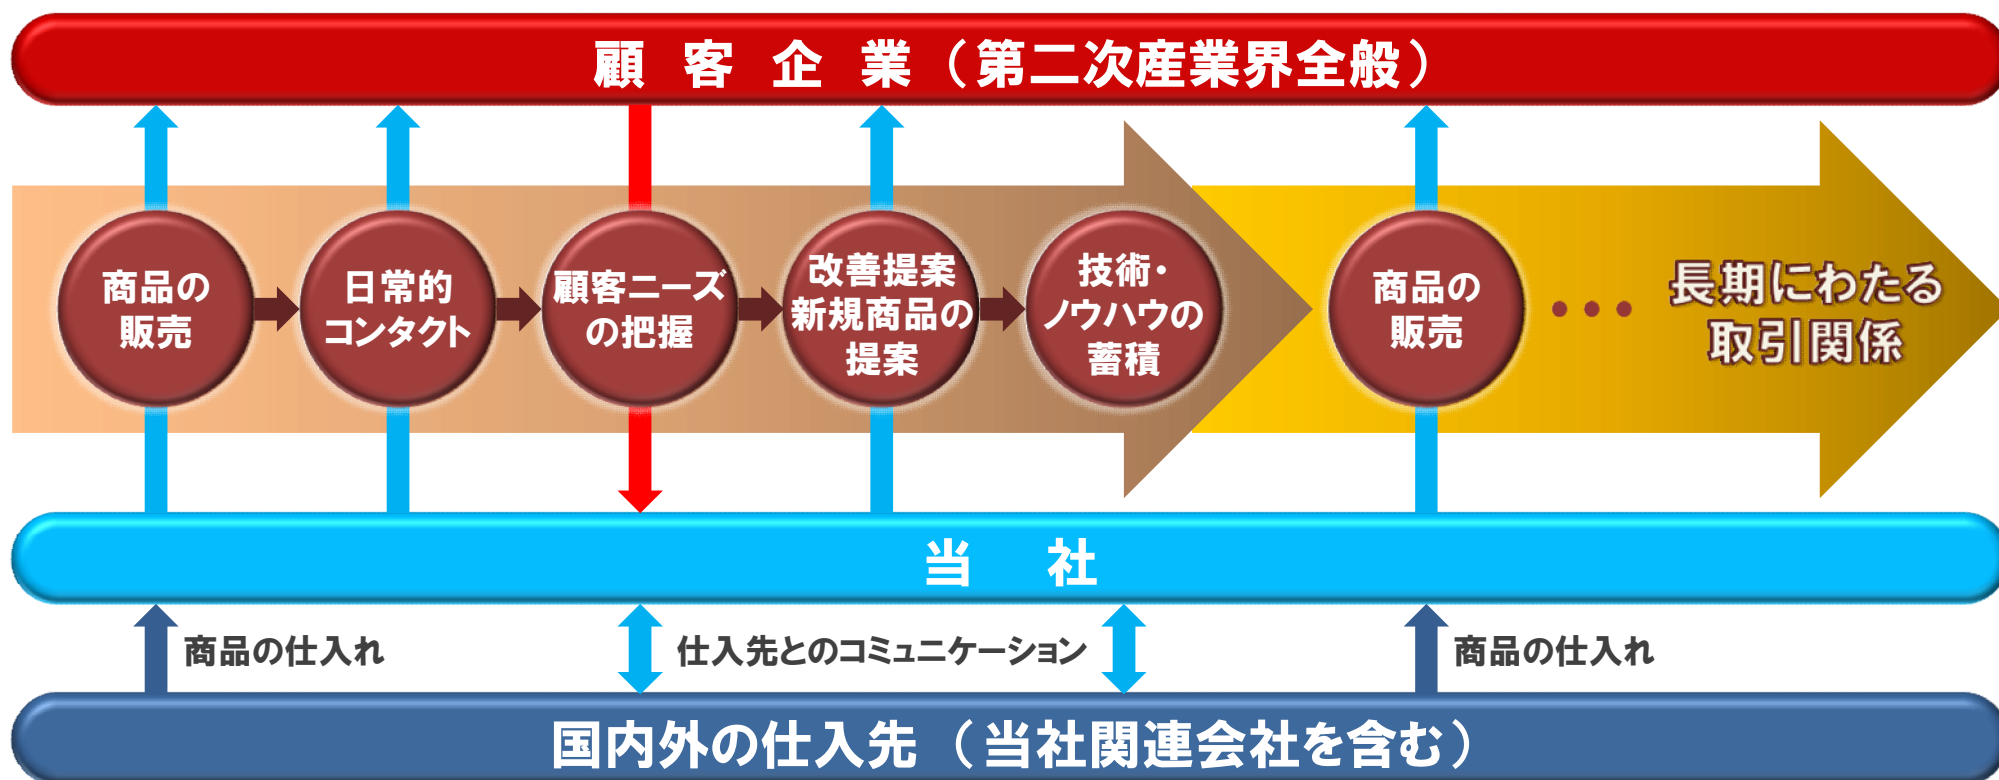 顧客企業（第二次産業界全般）
商品の
販売
日常的
コンタクト
顧客ニーズ
の把握
改善提案
新規商品の
提案
技術・
ノウハウの
蓄積
商品の
販売
長期にわたる
取引関係
当社
商品の仕入れ
仕入先とのコミュニケーション
商品の仕入れ
国内外の仕入先（当社関連会社を含む）